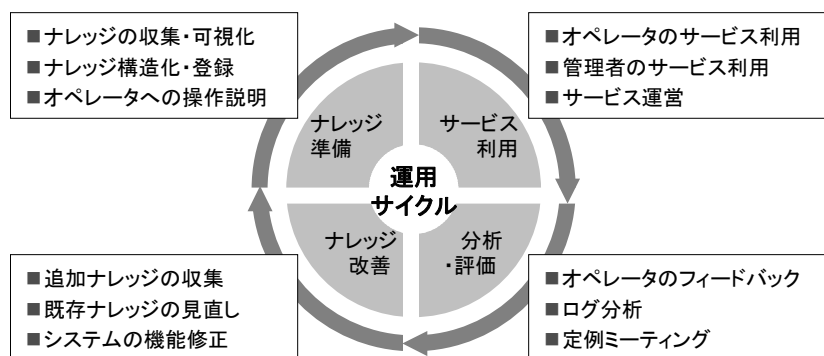 ■ナレッジの収集・可視化
■ナレッジ構造化・登録
■オペレータへの操作説明
■オペレータのサービス利用
■管理者のサービス利用
■サービス運営
ナレッジ
準備
サービス
利用
運用
サイクル
ナレッジ
改善
分析
・評価
■追加ナレッジの収集
■既存ナレッジの見直し
■システムの機能修正
■オペレータのフィードバック
■ログ分析
■定例ミーティング